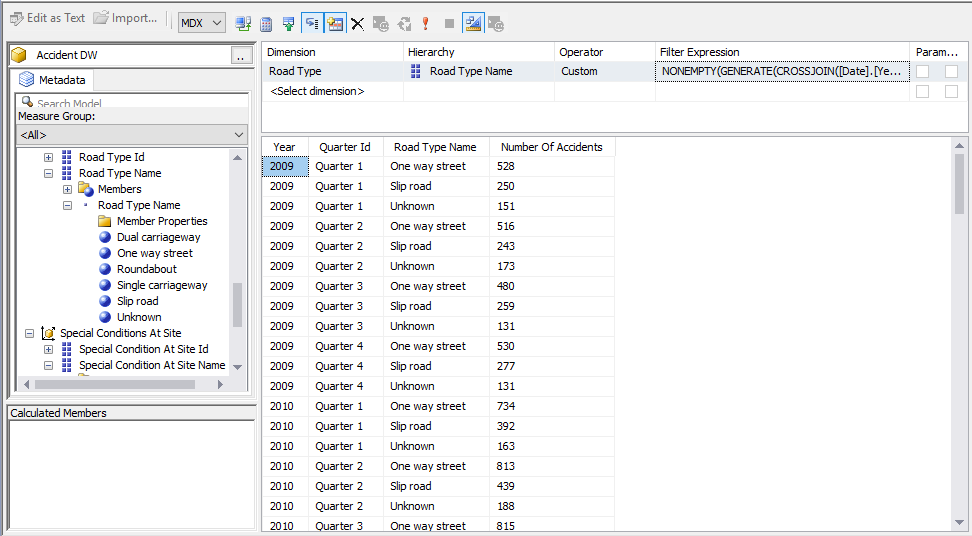 Edit as Text Import... MDX
Accident DW ..
Metadata
Search Model
Measure Group:
<All>
Road Type Id
Road Type Name
Members
Road Type Name
Member Properties
Dual carriageway
One way street
Roundabout
Single carriageway
Slip road
Unknown
Special Conditions At Site
Special Condition At Site Id
Special Condition At Site Name
Calculated Members
Dimension Hierarchy Operator Filter Expression Param...
Road Type Road Type Name Custom NONEMPTY(GENERATE(CROSSJOIN([Date].[Ye...
<Select dimension>
Year Quarter Id Road Type Name Number Of Accidents
2009 Quarter 1 One way street 528
2009 Quarter 1 Slip road 250
2009 Quarter 1 Unknown 151
2009 Quarter 2 One way street 516
2009 Quarter 2 Slip road 243
2009 Quarter 2 Unknown 173
2009 Quarter 3 One way street 480
2009 Quarter 3 Slip road 259
2009 Quarter 3 Unknown 131
2009 Quarter 4 One way street 530
2009 Quarter 4 Slip road 277
2009 Quarter 4 Unknown 131
2010 Quarter 1 One way street 734
2010 Quarter 1 Slip road 392
2010 Quarter 1 Unknown 163
2010 Quarter 2 One way street 813
2010 Quarter 2 Slip road 439
2010 Quarter 2 Unknown 188
2010 Quarter 3 One way street 815